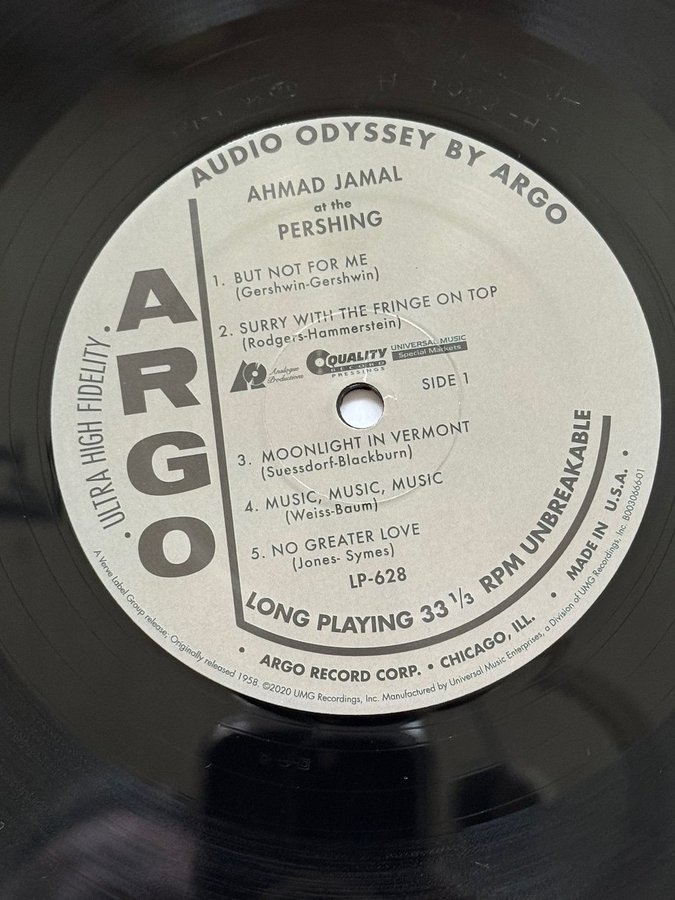 AUDIO ODYSSEY BY ARGO
AHMAD JAMAL
at the
PERSHING
1. BUT NOT FOR ME
(Gershwin-Gershwin)
2. SURRY WITH THE FRINGE ON TOP
(Rodgers-Hammerstein)
Analogue
Productions
QUALITY
RECORD
PRESSINGS
UNIVERSAL MUSIC
Special Markets
SIDE 1
3. MOONLIGHT IN VERMONT
(Suessdorf-Blackburn)
4. MUSIC, MUSIC, MUSIC
(Weiss-Baum)
5. NO GREATER LOVE
(Jones- Symes)
LP-628
ARGO
• ULTRA HIGH FIDELITY •
LONG PLAYING 33 1/3 RPM UNBREAKABLE
• ARGO RECORD CORP. • CHICAGO, ILL. • MADE IN U.S.A. •
A Verve Label Group release; Originally released 1958. ©2020 UMG Recordings, Inc. Manufactured by Universal Music Enterprises, a Division of UMG Recordings, Inc. B0030666-01